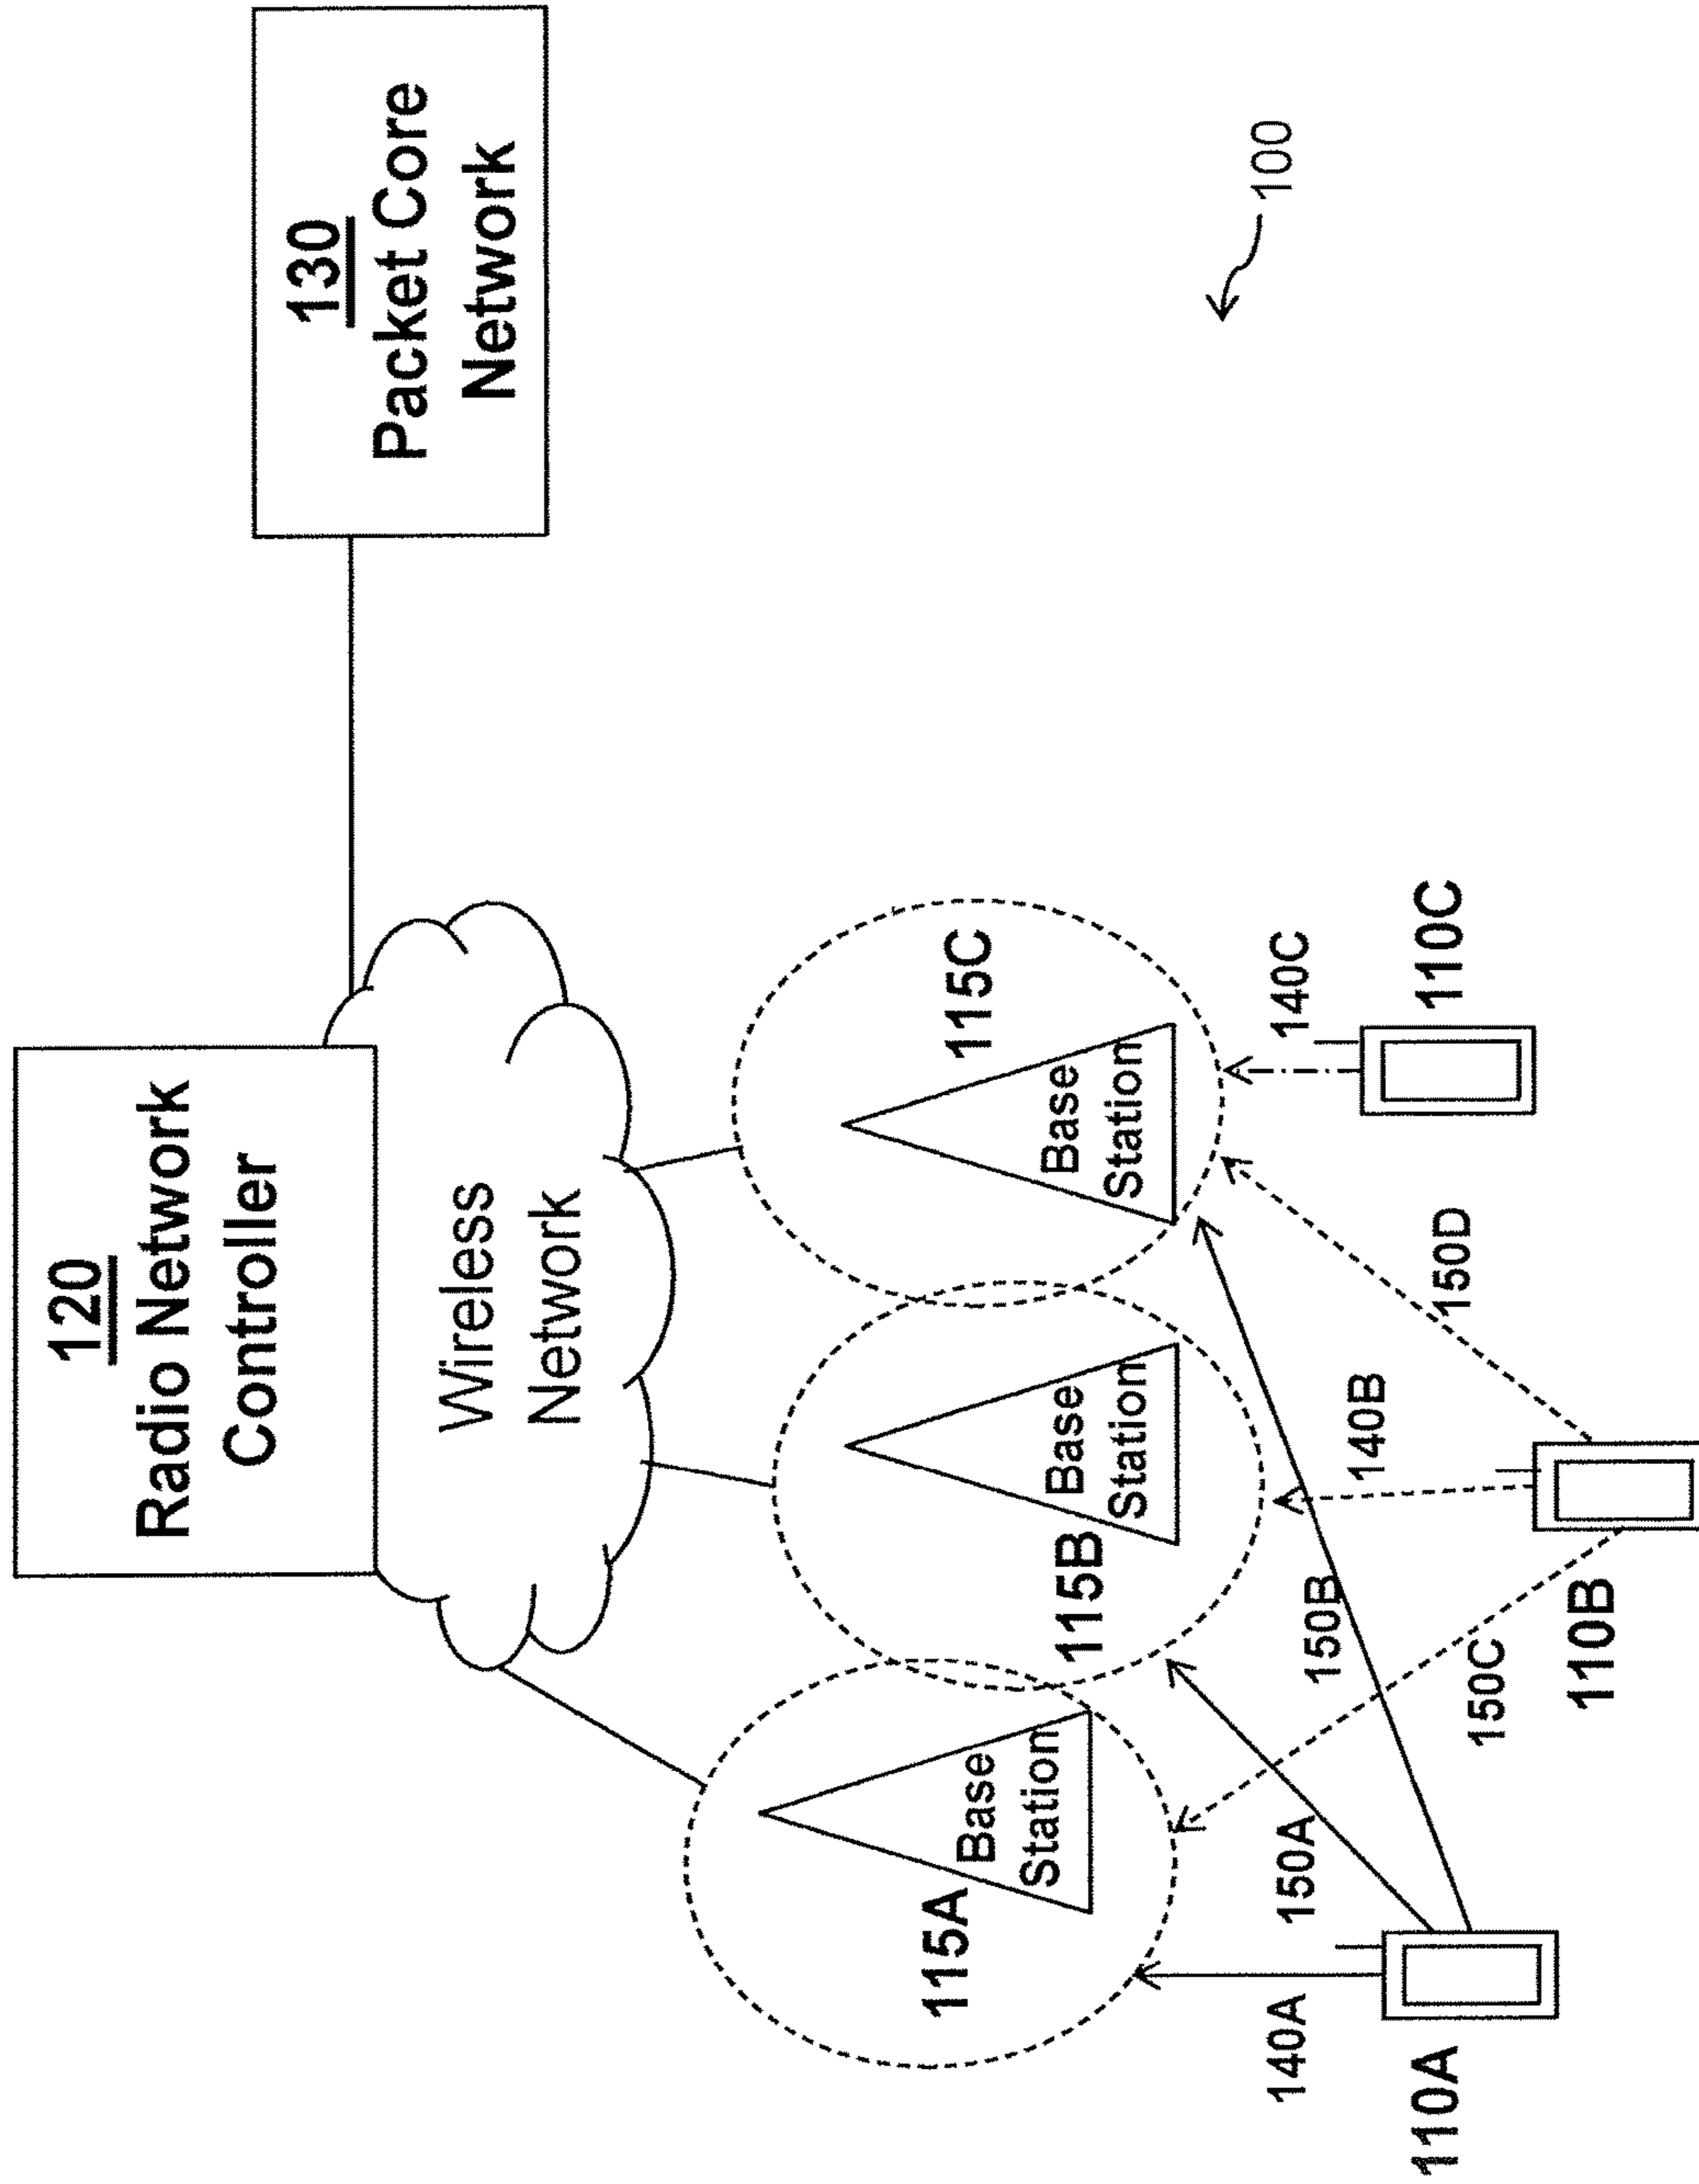 120
Radio Network
Controller
130
Packet Core
Network
Wireless
Network
115A
Base
Station
115B
Base
Station
115C
Base
Station
100
140A
150A
150B
150C
140B
150D
140C
110A
110B
110C